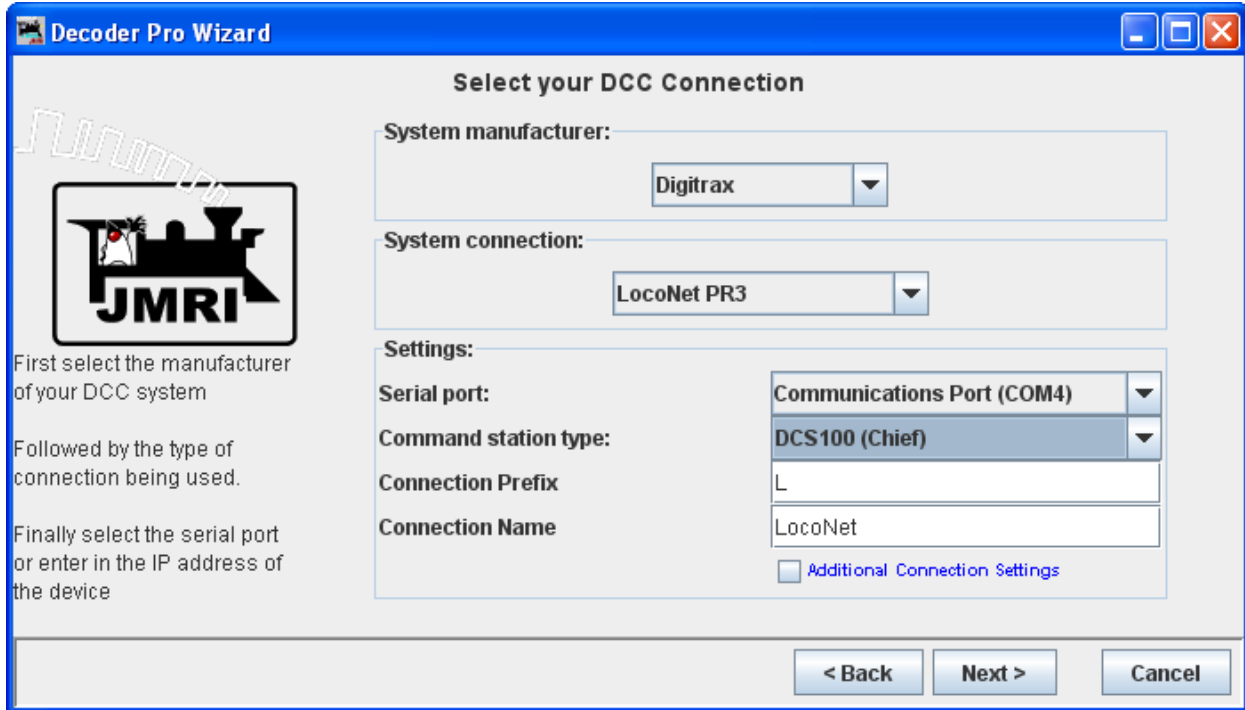 Decoder Pro Wizard
Select your DCC Connection
System manufacturer:
Digitrax
System connection:
LocoNet PR3
JMRI
First select the manufacturer
of your DCC system
Followed by the type of
connection being used.
Finally select the serial port
or enter in the IP address of
the device
Settings:
Serial port:
Communications Port (COM4)
Command station type:
DCS100 (Chief)
Connection Prefix
L
Connection Name
LocoNet
Additional Connection Settings
< Back
Next >
Cancel